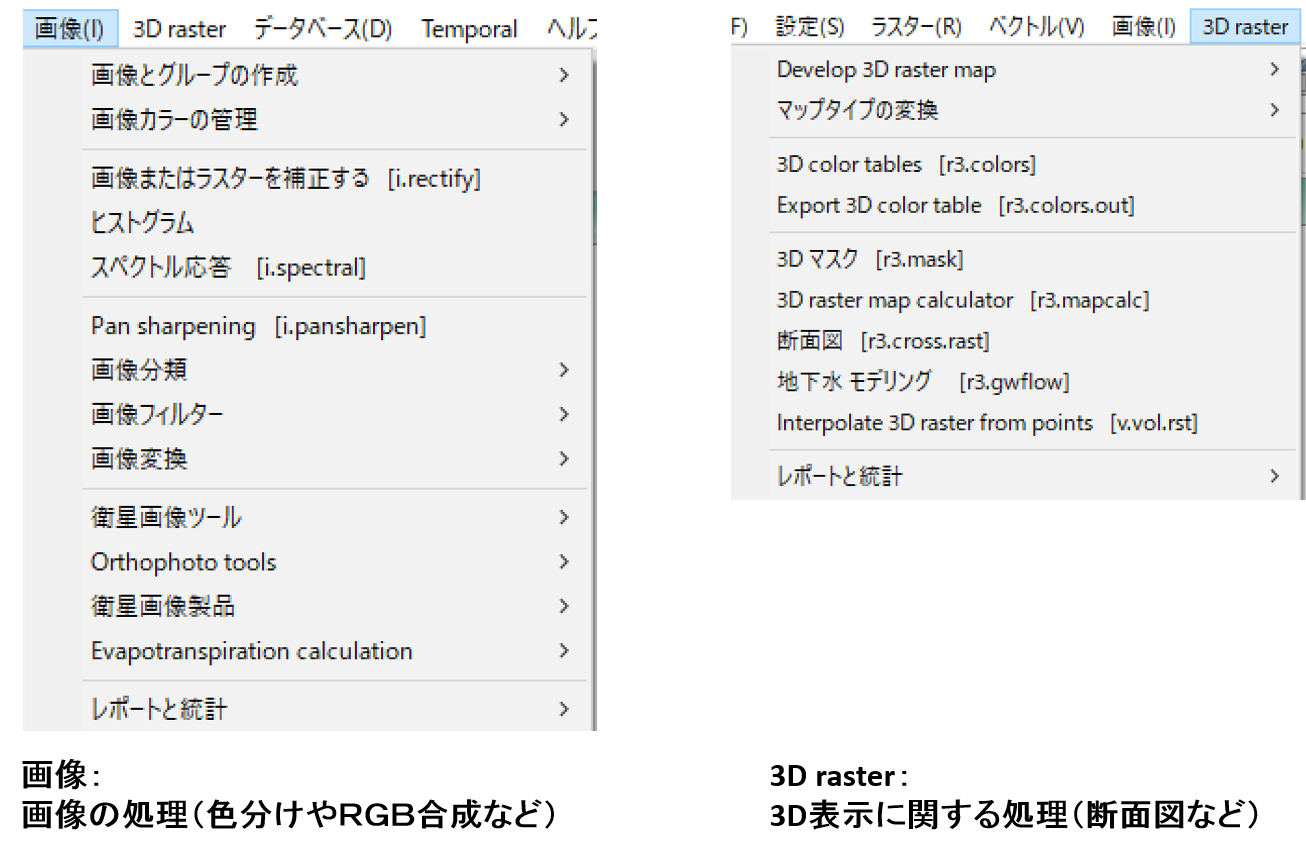 画像(I) 3D raster データベース(D) Temporal ヘルプ
画像とグループの作成
画像カラーの管理
画像またはラスターを補正する [i.rectify]
ヒストグラム
スペクトル応答 [i.spectral]
Pan sharpening [i.pansharpen]
画像分類
画像フィルター
画像変換
衛星画像ツール
Orthophoto tools
衛星画像製品
Evapotranspiration calculation
レポートと統計
画像：
画像の処理（色分けやRGB合成など）
F) 設定(S) ラスター(R) ベクトル(V) 画像(I) 3D raster
Develop 3D raster map
マップタイプの変換
3D color tables [r3.colors]
Export 3D color table [r3.colors.out]
3D マスク [r3.mask]
3D raster map calculator [r3.mapcalc]
断面図 [r3.cross.rast]
地下水 モデリング [r3.gwflow]
Interpolate 3D raster from points [v.vol.rst]
レポートと統計
3D raster：
3D表示に関する処理（断面図など）